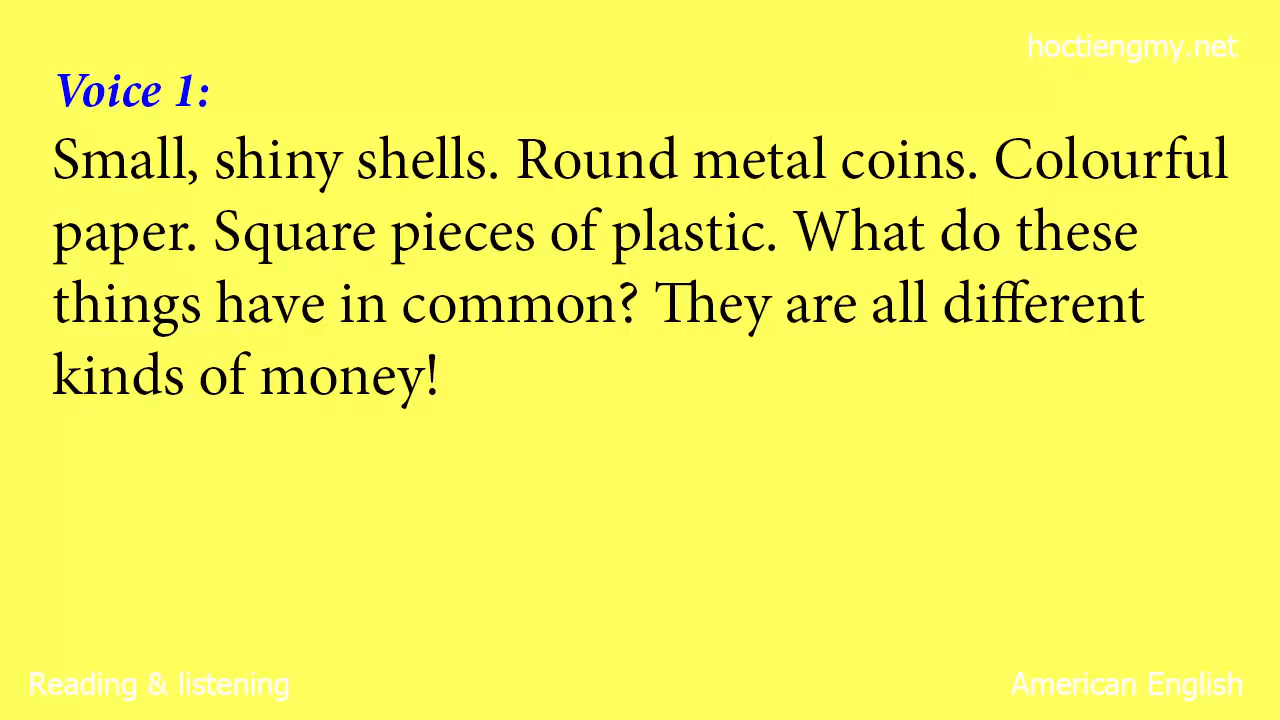 hoctiengmy.net
Voice 1:
Small, shiny shells. Round metal coins. Colourful
paper. Square pieces of plastic. What do these
things have in common? They are all different
kinds of money!
Reading & listening
American English